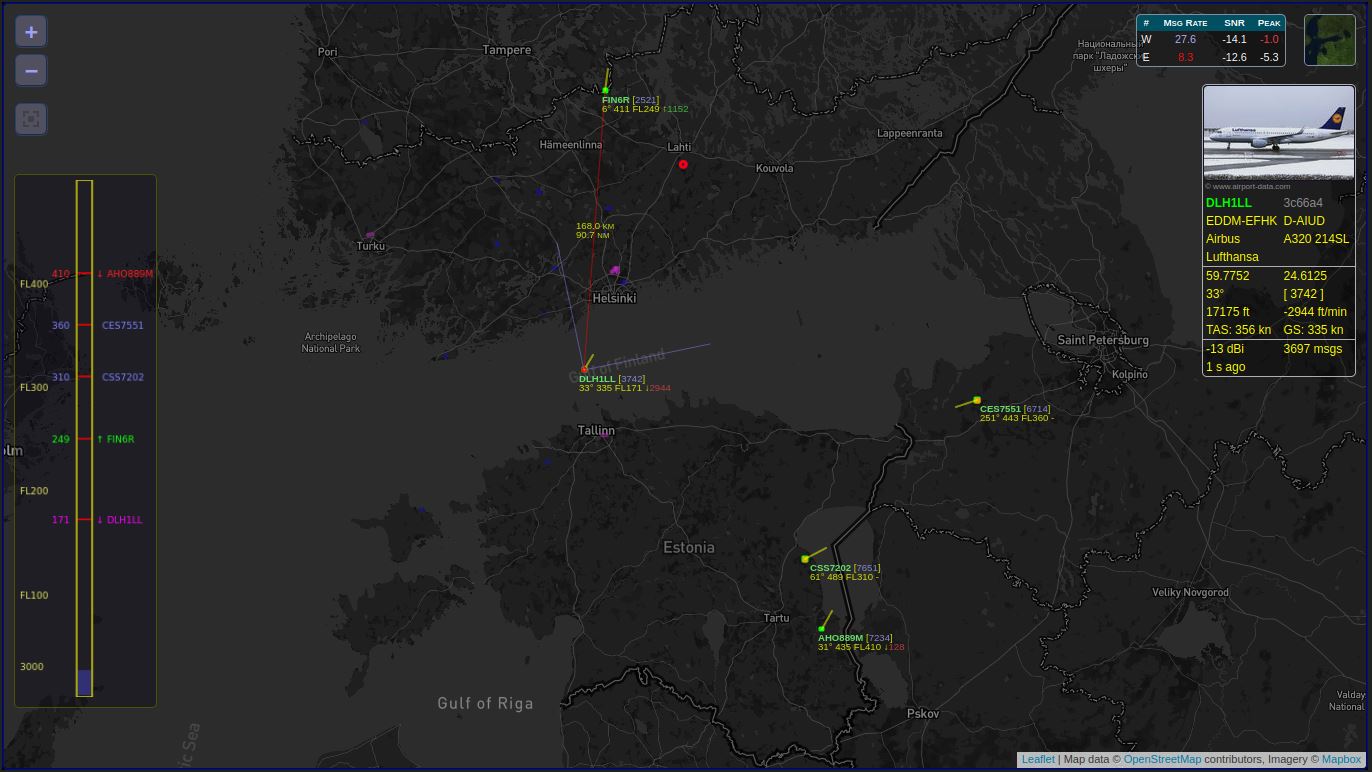 +
−
Pori
Tampere
Национальный
парк "Ладожские
шхеры"
# MSG RATE SNR PEAK
W 27.6 -14.1 -1.0
E 8.3 -12.6 -5.3
FIN6R [2521]
6° 411 FL249 ↑1152
Hämeenlinna
Lahti
Lappeenranta
Kouvola
Lufthansa
© www.airport-data.com
DLH1LL 3c66a4
EDDM-EFHK D-AIUD
Airbus A320 214SL
Lufthansa
59.7752 24.6125
33° [ 3742 ]
17175 ft -2944 ft/min
TAS: 356 kn GS: 335 kn
-13 dBi 3697 msgs
1 s ago
168.0 KM
90.7 NM
Turku
410 ↓ AHO889M
FL400
360 CES7551
310 CSS7202
FL300
249 ↑ FIN6R
FL200
171 ↓ DLH1LL
FL100
3000
Helsinki
Archipelago
National Park
Gulf of Finland
DLH1LL [3742]
33° 335 FL171 ↓2944
Saint Petersburg
Kolpino
CES7551 [6714]
251° 443 FL360 -
Tallinn
olm
Estonia
CSS7202 [7651]
61° 489 FL310 -
Veliky Novgorod
Tartu
AHO889M [7234]
31° 435 FL410 ↓128
Gulf of Riga
Pskov
Valday
National
ic Sea
Leaflet | Map data © OpenStreetMap contributors, Imagery © Mapbox